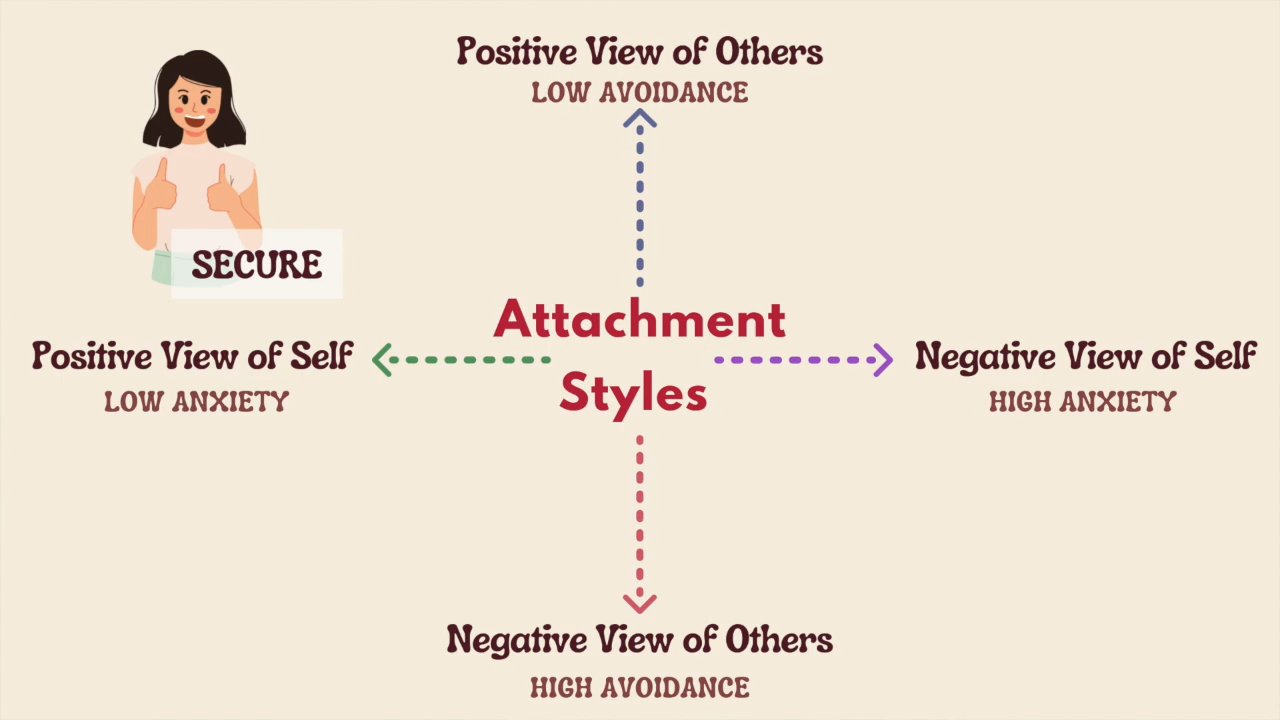 Positive View of Others
LOW AVOIDANCE
SECURE
Attachment
Styles
Positive View of Self
LOW ANXIETY
Negative View of Self
HIGH ANXIETY
Negative View of Others
HIGH AVOIDANCE